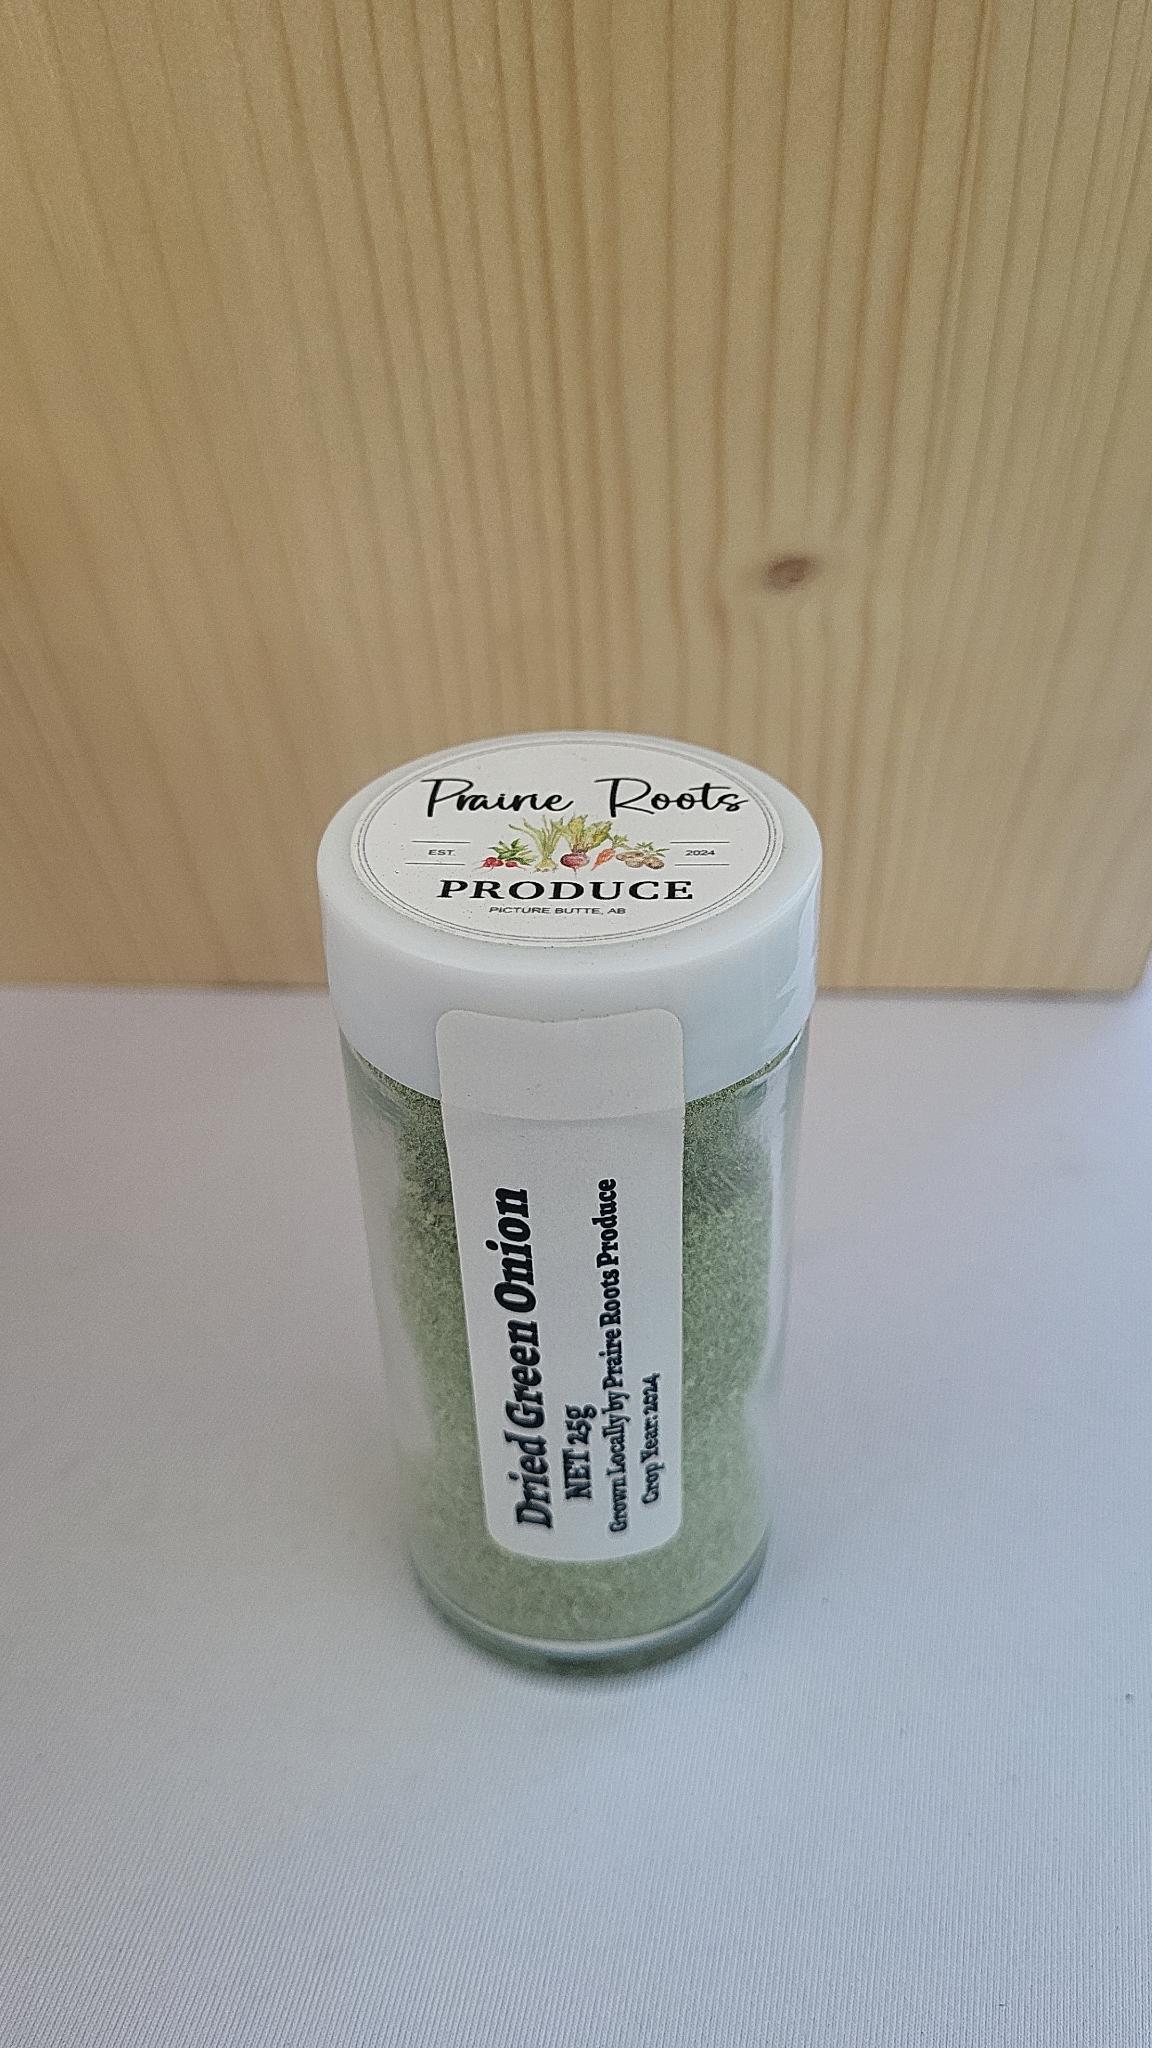 Prairie Roots
EST. 2024
PRODUCE
PICTURE BUTTE, AB
Dried Green Onion
NET 25g
Grown Locally by Praire Roots Produce
Crop Year: 2024